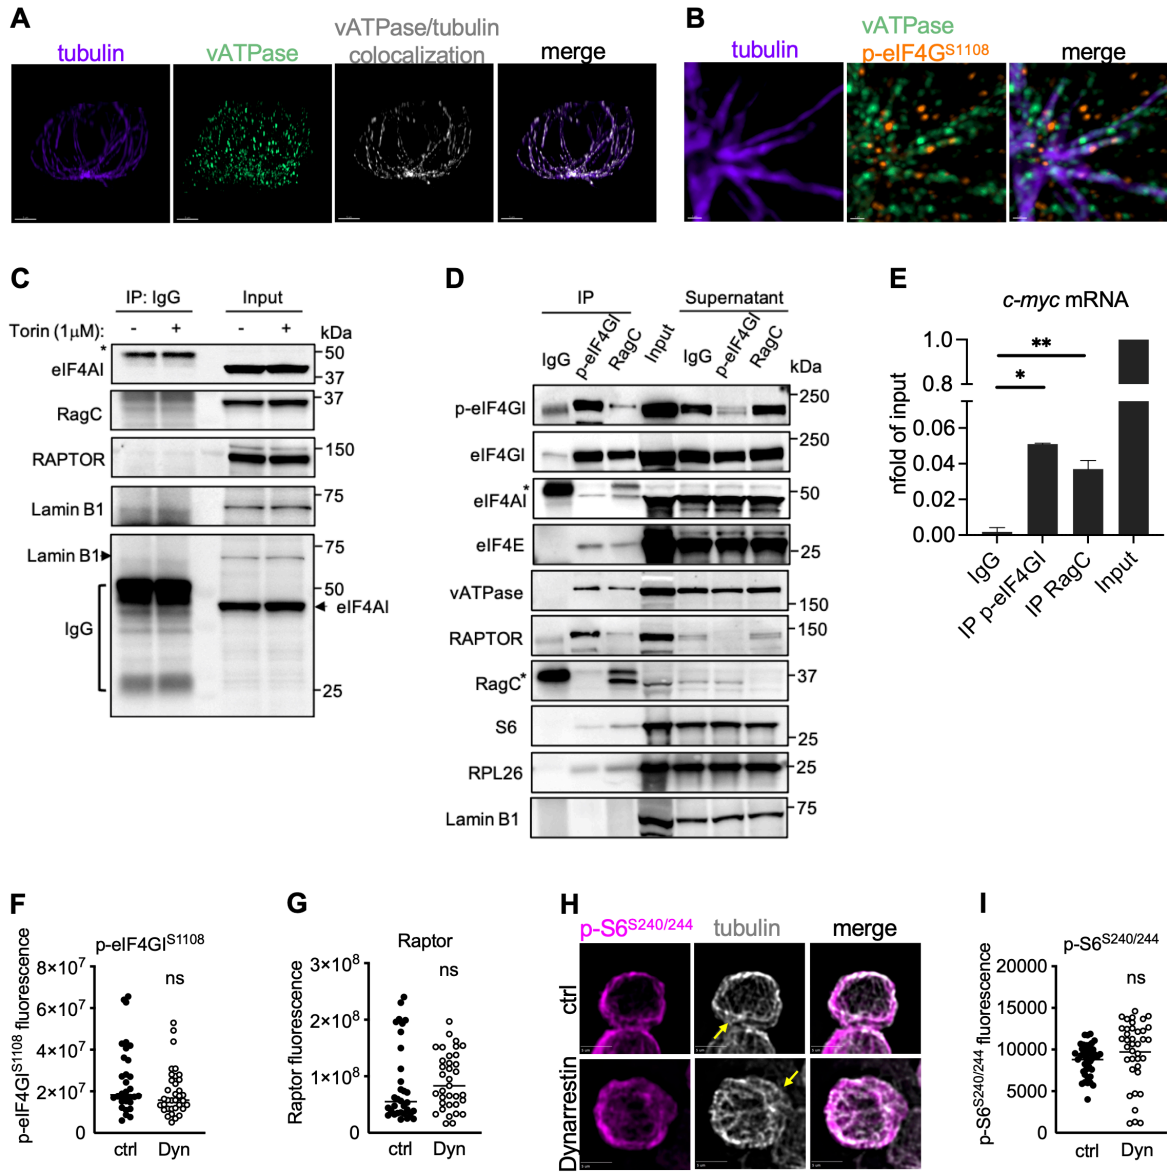 A
tubulin
vATPase
vATPase/tubulin
colocalization
merge
B
tubulin
vATPase
p-eIF4G^S1108
merge
C
IP: IgG
Input
Torin (1µM):
-
+
-
+
kDa
*
eIF4AI
50
37
RagC
37
RAPTOR
150
Lamin B1
75
Lamin B1
75
50
eIF4AI
IgG
25
D
IP
Supernatant
IgG
p-eIF4GI
RagC
Input
IgG
p-eIF4GI
RagC
kDa
p-eIF4GI
250
eIF4GI
250
*
eIF4AI
50
eIF4E
25
vATPase
150
RAPTOR
150
RagC*
37
S6
25
RPL26
25
Lamin B1
75
E
c-myc mRNA
nfold of input
1.0
0.8
0.06
0.04
0.02
0.00
**
*
IgG
IP p-eIF4GI
IP RagC
Input
F
p-eIF4GI^S1108
p-eIF4GI^S1108 fluorescence
8×10^7
6×10^7
4×10^7
2×10^7
0
ns
ctrl
Dyn
G
Raptor
Raptor fluorescence
3×10^8
2×10^8
1×10^8
0
ns
ctrl
Dyn
H
p-S6^S240/244
tubulin
merge
ctrl
Dynarrestin
I
p-S6^S240/244
p-S6^S240/244 fluorescence
20000
15000
10000
5000
0
ns
ctrl
Dyn